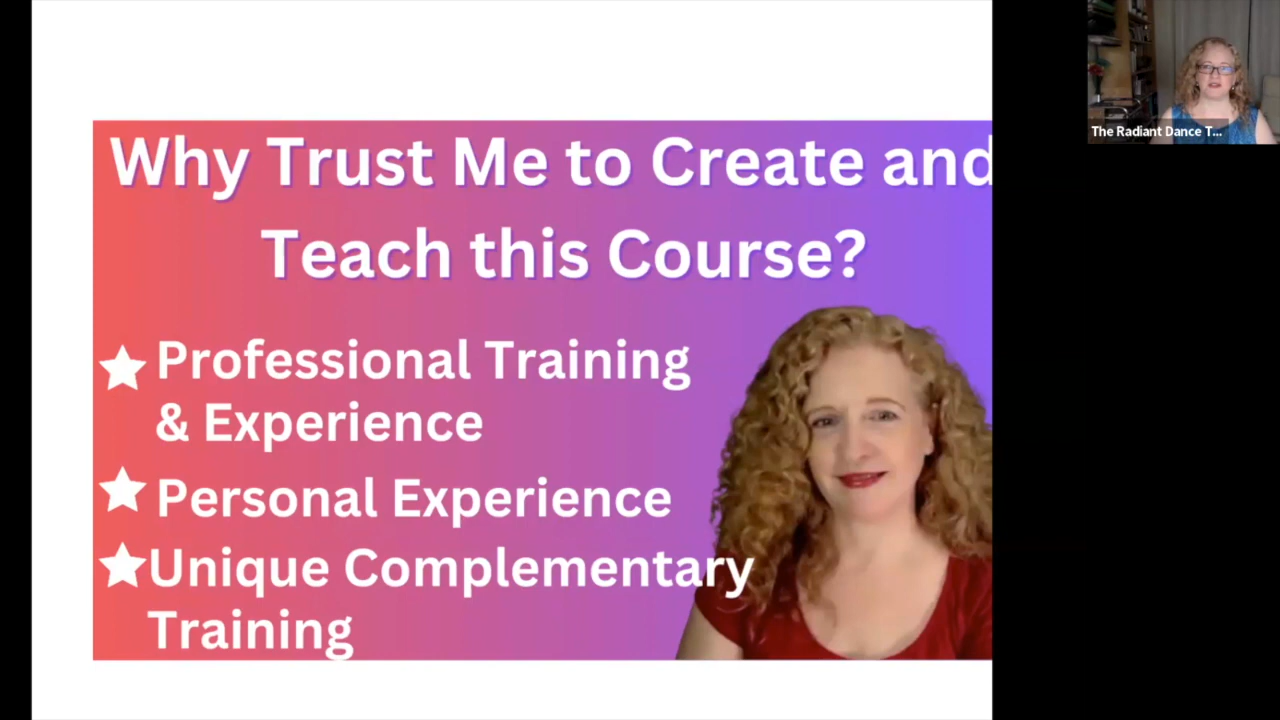 Why Trust Me to Create and
Teach this Course?
Professional Training
& Experience
Personal Experience
Unique Complementary
Training
The Radiant Dance T...